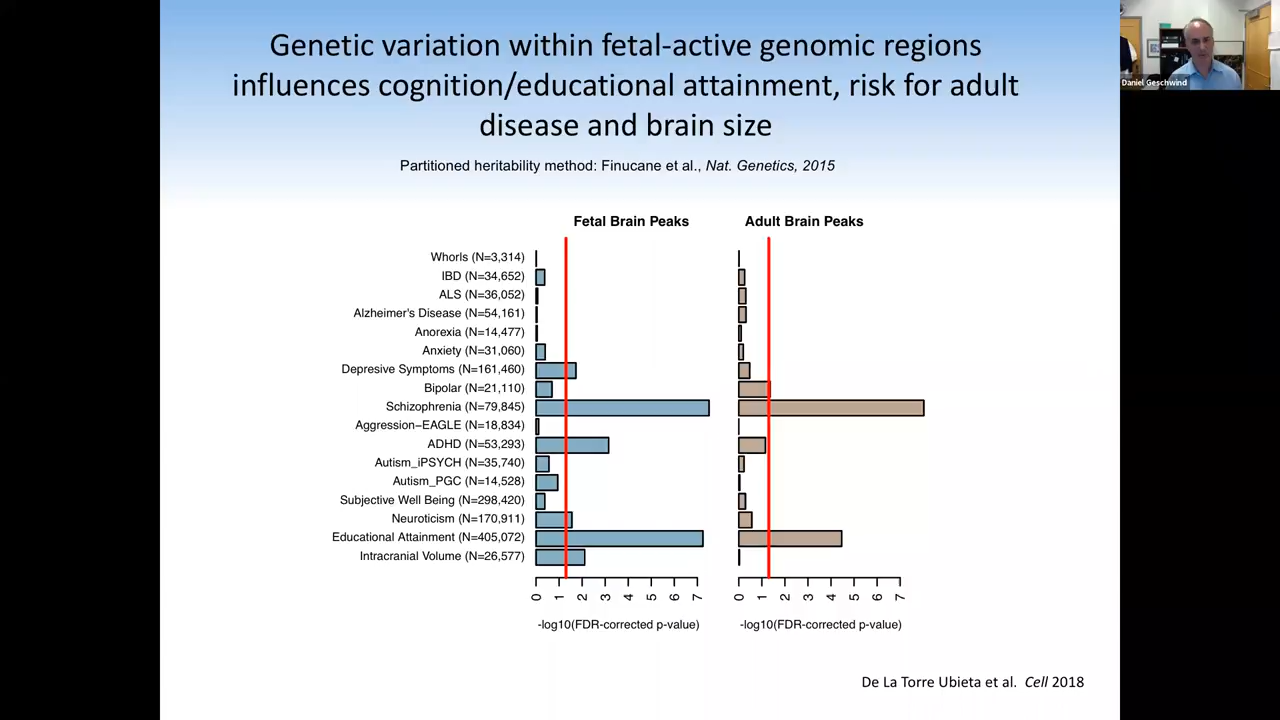 Genetic variation within fetal-active genomic regions
influences cognition/educational attainment, risk for adult
disease and brain size
Partitioned heritability method: Finucane et al., Nat. Genetics, 2015
Daniel Geschwind
Fetal Brain Peaks
Adult Brain Peaks
Whorls (N=3,314)
IBD (N=34,652)
ALS (N=36,052)
Alzheimer's Disease (N=54,161)
Anorexia (N=14,477)
Anxiety (N=31,060)
Depresive Symptoms (N=161,460)
Bipolar (N=21,110)
Schizophrenia (N=79,845)
Aggression−EAGLE (N=18,834)
ADHD (N=53,293)
Autism_iPSYCH (N=35,740)
Autism_PGC (N=14,528)
Subjective Well Being (N=298,420)
Neuroticism (N=170,911)
Educational Attainment (N=405,072)
Intracranial Volume (N=26,577)
0 1 2 3 4 5 6 7
0 1 2 3 4 5 6 7
-log10(FDR-corrected p-value)
-log10(FDR-corrected p-value)
De La Torre Ubieta et al. Cell 2018